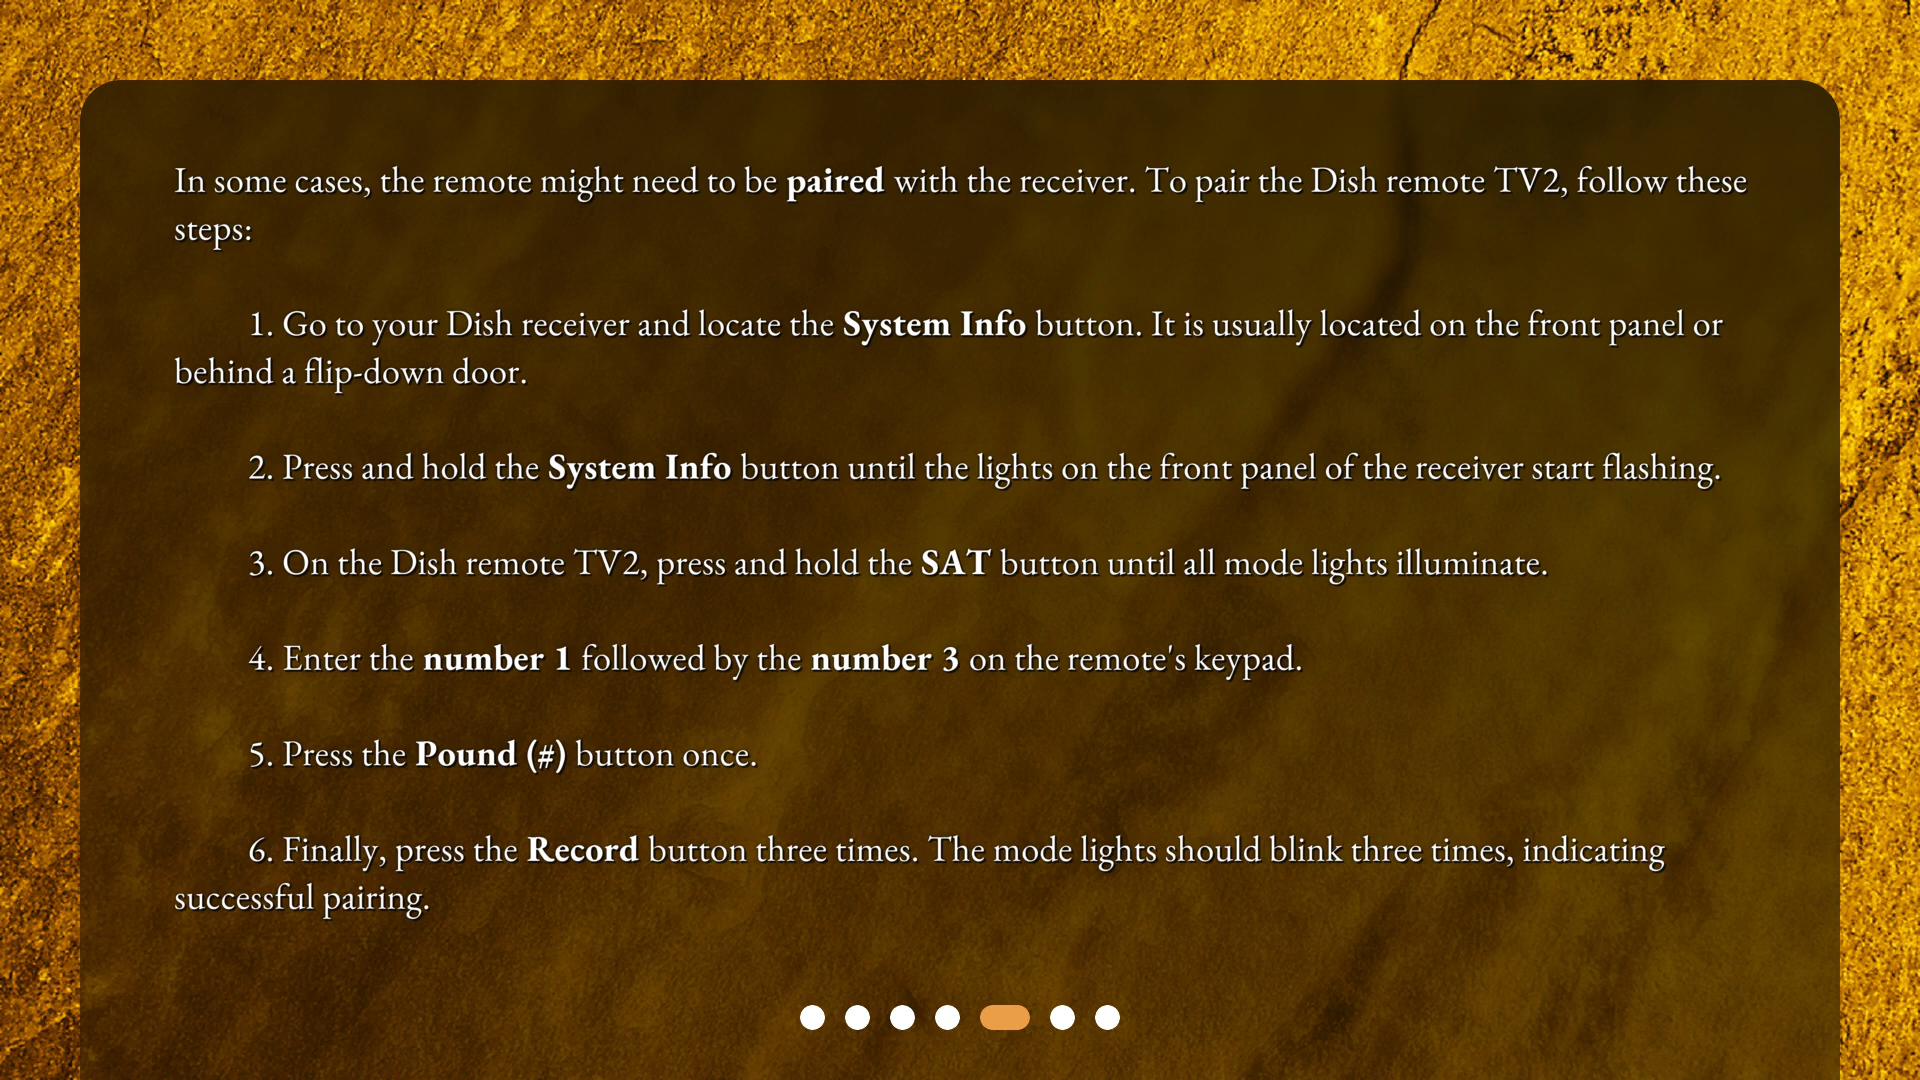 In some cases, the remote might need to be paired with the receiver. To pair the Dish remote TV2, follow these
steps:
1. Go to your Dish receiver and locate the System Info button. It is usually located on the front panel or
behind a flip-down door.
2. Press and hold the System Info button until the lights on the front panel of the receiver start flashing.
3. On the Dish remote TV2, press and hold the SAT button until all mode lights illuminate.
4. Enter the number 1 followed by the number 3 on the remote's keypad.
5. Press the Pound (#) button once.
6. Finally, press the Record button three times. The mode lights should blink three times, indicating
successful pairing.